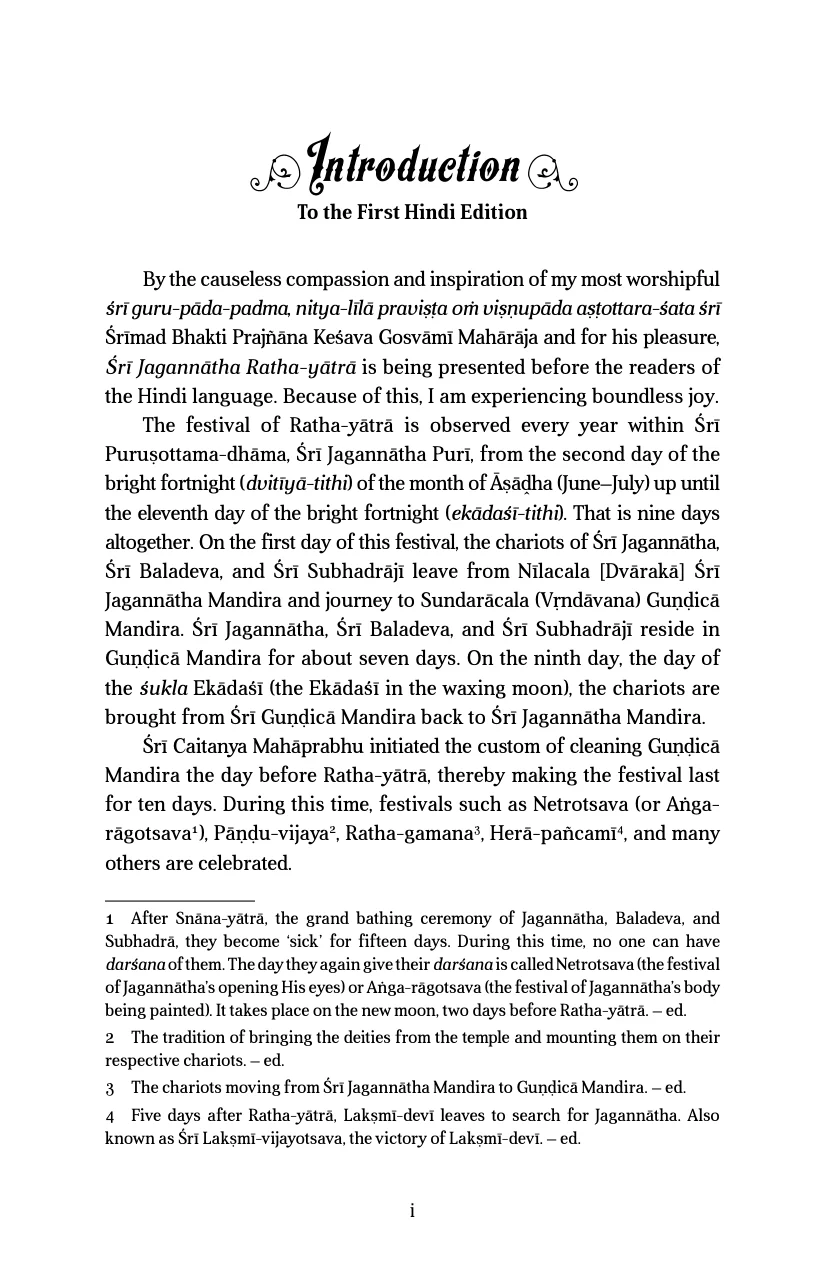 Introduction
To the First Hindi Edition
By the causeless compassion and inspiration of my most worshipful
śrī guru-pāda-padma, nitya-līlā praviṣṭa oṁ viṣṇupāda aṣṭottara-śata śrī
Śrīmad Bhakti Prajñāna Keśava Gosvāmī Mahārāja and for his pleasure,
Śrī Jagannātha Ratha-yātrā is being presented before the readers of
the Hindi language. Because of this, I am experiencing boundless joy.
The festival of Ratha-yātrā is observed every year within Śrī
Puruṣottama-dhāma, Śrī Jagannātha Purī, from the second day of the
bright fortnight (dvitīyā-tithi) of the month of Āṣāḓha (June–July) up until
the eleventh day of the bright fortnight (ekādaśī-tithi). That is nine days
altogether. On the first day of this festival, the chariots of Śrī Jagannātha,
Śrī Baladeva, and Śrī Subhadrājī leave from Nīlacala [Dvārakā] Śrī
Jagannātha Mandira and journey to Sundarācala (Vṛndāvana) Guṇḍicā
Mandira. Śrī Jagannātha, Śrī Baladeva, and Śrī Subhadrājī reside in
Guṇḍicā Mandira for about seven days. On the ninth day, the day of
the śukla Ekādaśī (the Ekādaśī in the waxing moon), the chariots are
brought from Śrī Guṇḍicā Mandira back to Śrī Jagannātha Mandira.
Śrī Caitanya Mahāprabhu initiated the custom of cleaning Guṇḍicā
Mandira the day before Ratha-yātrā, thereby making the festival last
for ten days. During this time, festivals such as Netrotsava (or Aṅga-
rāgotsava¹), Pāṇḍu-vijaya², Ratha-gamana³, Herā-pañcamī⁴, and many
others are celebrated.
1 After Snāna-yātrā, the grand bathing ceremony of Jagannātha, Baladeva, and
Subhadrā, they become ‘sick’ for fifteen days. During this time, no one can have
darśana of them. The day they again give their darśana is called Netrotsava (the festival
of Jagannātha’s opening His eyes) or Aṅga-rāgotsava (the festival of Jagannātha’s body
being painted). It takes place on the new moon, two days before Ratha-yātrā. – ed.
2 The tradition of bringing the deities from the temple and mounting them on their
respective chariots. – ed.
3 The chariots moving from Śrī Jagannātha Mandira to Guṇḍicā Mandira. – ed.
4 Five days after Ratha-yātrā, Lakṣmī-devī leaves to search for Jagannātha. Also
known as Śrī Lakṣmī-vijayotsava, the victory of Lakṣmī-devī. – ed.
i